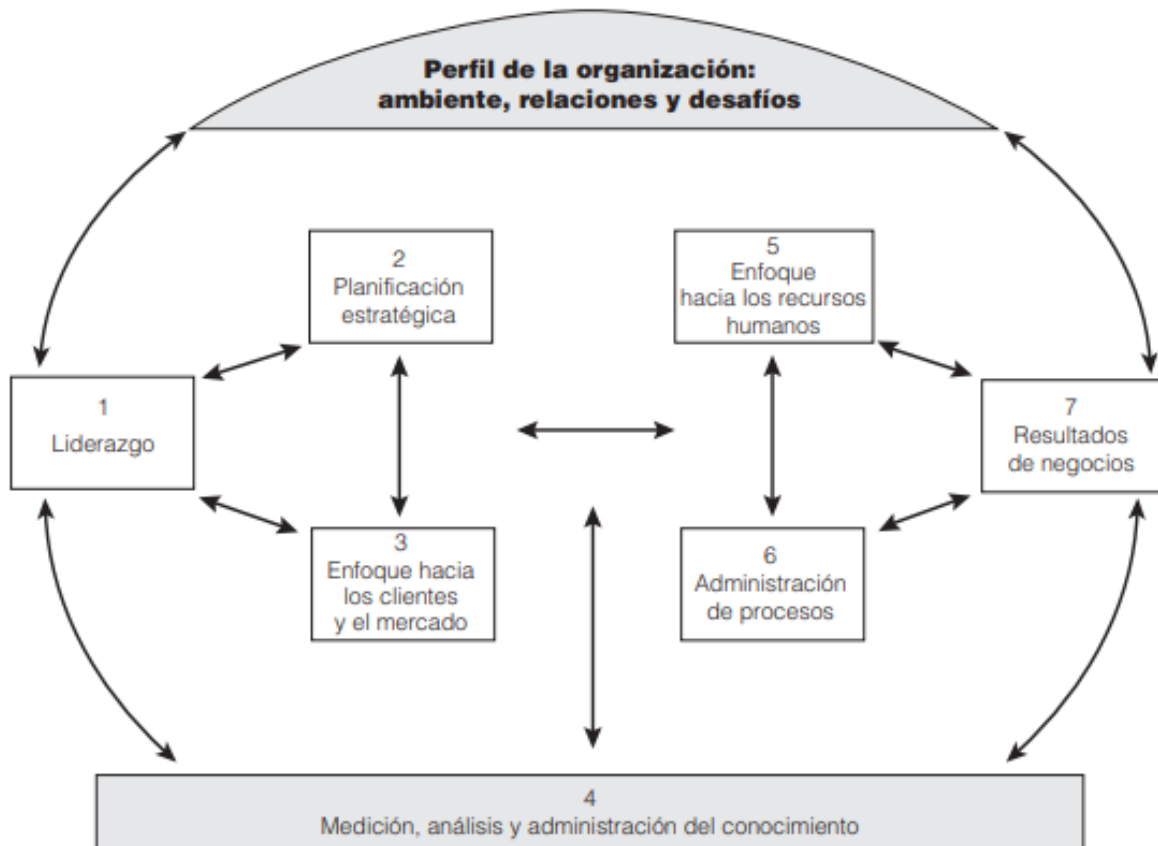 Perfil de la organización:
ambiente, relaciones y desafíos
1
Liderazgo
2
Planificación
estratégica
3
Enfoque hacia
los clientes
y el mercado
4
Medición, análisis y administración del conocimiento
5
Enfoque
hacia los recursos
humanos
6
Administración
de procesos
7
Resultados
de negocios